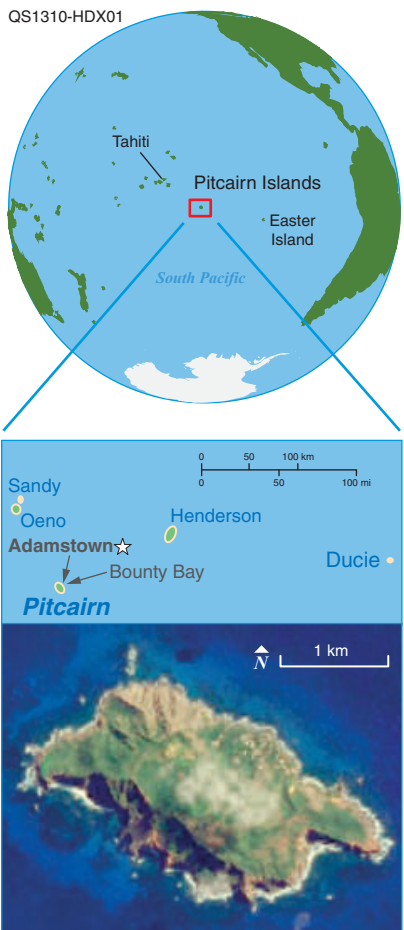 QS1310-HDX01
Tahiti
Pitcairn Islands
Easter
Island
South Pacific
0 50 100 km
0 50 100 mi
Sandy
Oeno
Henderson
Adamstown
Ducie
Bounty Bay
Pitcairn
N
1 km